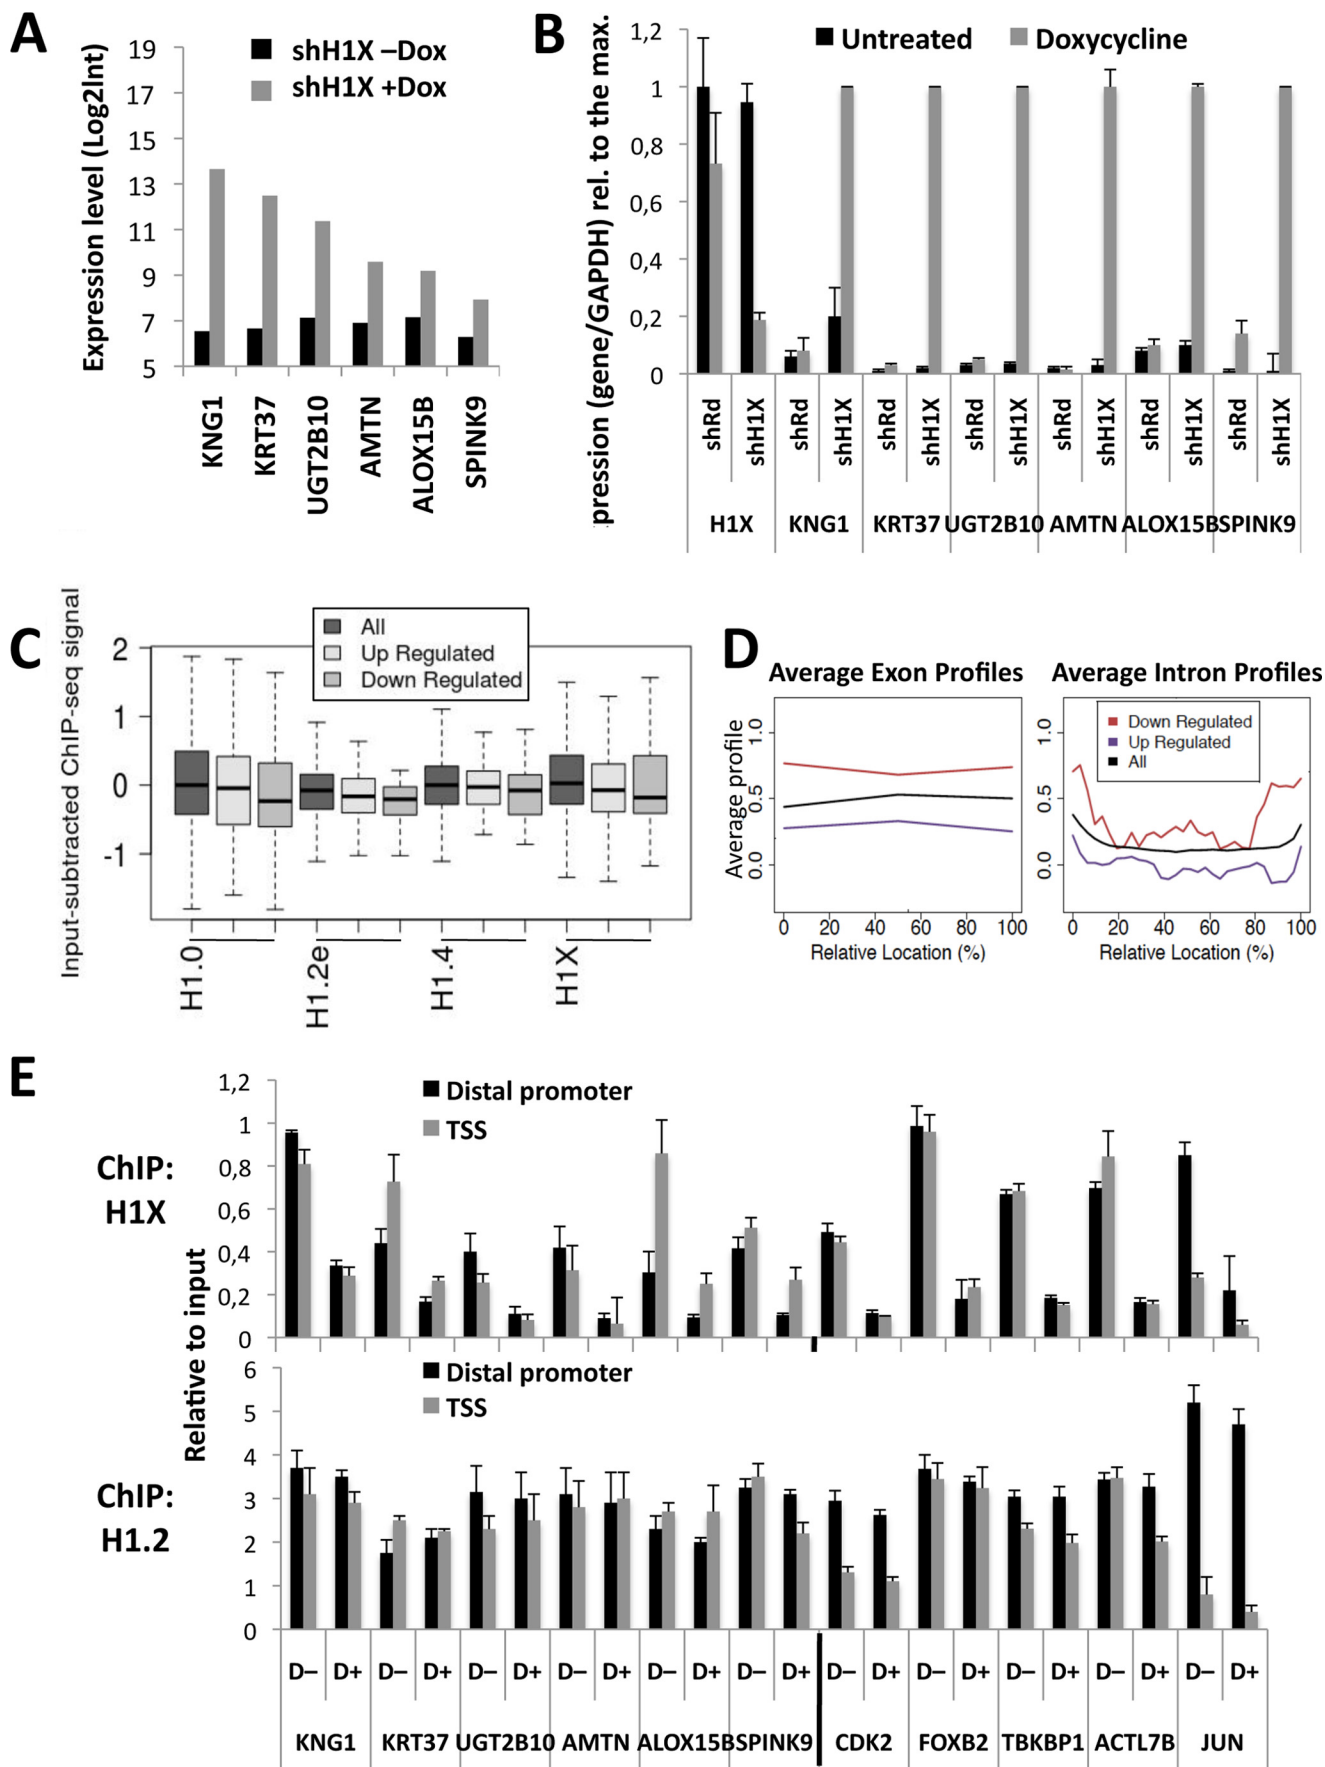 A
19
17
15
13
11
9
7
5
Expression level (Log2Int)
shH1X –Dox
shH1X +Dox
KNG1
KRT37
UGT2B10
AMTN
ALOX15B
SPINK9
B
pression (gene/GAPDH) rel. to the max.
1,2
1
0,8
0,6
0,4
0,2
0
Untreated
Doxycycline
shRd
shH1X
shRd
shH1X
shRd
shH1X
shRd
shH1X
shRd
shH1X
shRd
shH1X
shRd
shH1X
H1X
KNG1
KRT37
UGT2B10
AMTN
ALOX15B
SPINK9
C
Input-subtracted ChIP-seq signal
2
1
0
-1
All
Up Regulated
Down Regulated
H1.0
H1.2e
H1.4
H1X
D
Average Exon Profiles
Average profile
1.0
0.5
0.0
0 20 40 60 80 100
Relative Location (%)
Average Intron Profiles
1.0
0.5
0.0
Down Regulated
Up Regulated
All
0 20 40 60 80 100
Relative Location (%)
E
ChIP:
H1X
Relative to input
1,2
1
0,8
0,6
0,4
0,2
0
Distal promoter
TSS
ChIP:
H1.2
6
5
4
3
2
1
0
Distal promoter
TSS
D– D+ D– D+ D– D+ D– D+ D– D+ D– D+ D– D+ D– D+ D– D+ D– D+ D– D+
KNG1 KRT37 UGT2B10 AMTN ALOX15B SPINK9 CDK2 FOXB2 TBKBP1 ACTL7B JUN